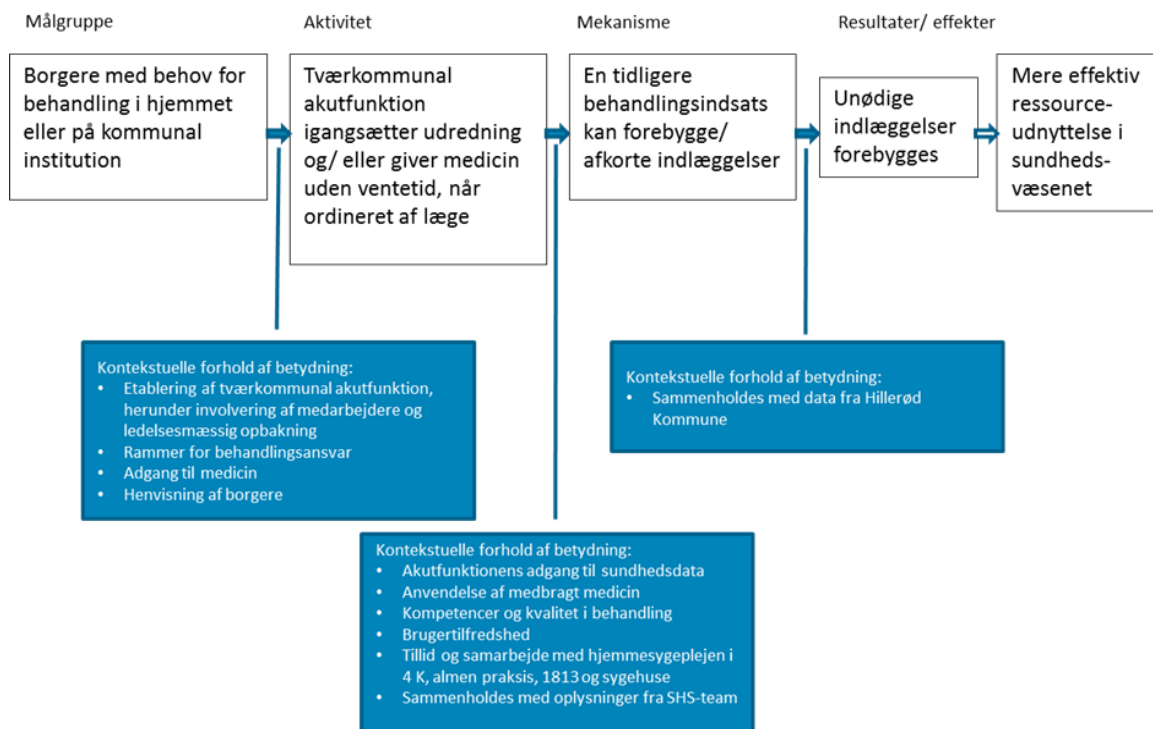 Målgruppe
Aktivitet
Mekanisme
Resultater/ effekter
Borgere med behov for
behandling i hjemmet
eller på kommunal
institution
Tværkommunal
akutfunktion
igangsætter udredning
og/ eller giver medicin
uden ventetid, når
ordineret af læge
En tidligere
behandlingsindsats
kan forebygge/
afkorte indlæggelser
Unødige
indlæggelser
forebygges
Mere effektiv
ressource-
udnyttelse i
sundheds-
væsenet
Kontekstuelle forhold af betydning:
• Etablering af tværkommunal akutfunktion,
herunder involvering af medarbejdere og
ledelsesmæssig opbakning
• Rammer for behandlingsansvar
• Adgang til medicin
• Henvisning af borgere
Kontekstuelle forhold af betydning:
• Sammenholdes med data fra Hillerød
Kommune
Kontekstuelle forhold af betydning:
• Akutfunktionens adgang til sundhedsdata
• Anvendelse af medbragt medicin
• Kompetencer og kvalitet i behandling
• Brugertilfredshed
• Tillid og samarbejde med hjemmesygeplejen i
4 K, almen praksis, 1813 og sygehuse
• Sammenholdes med oplysninger fra SHS-team